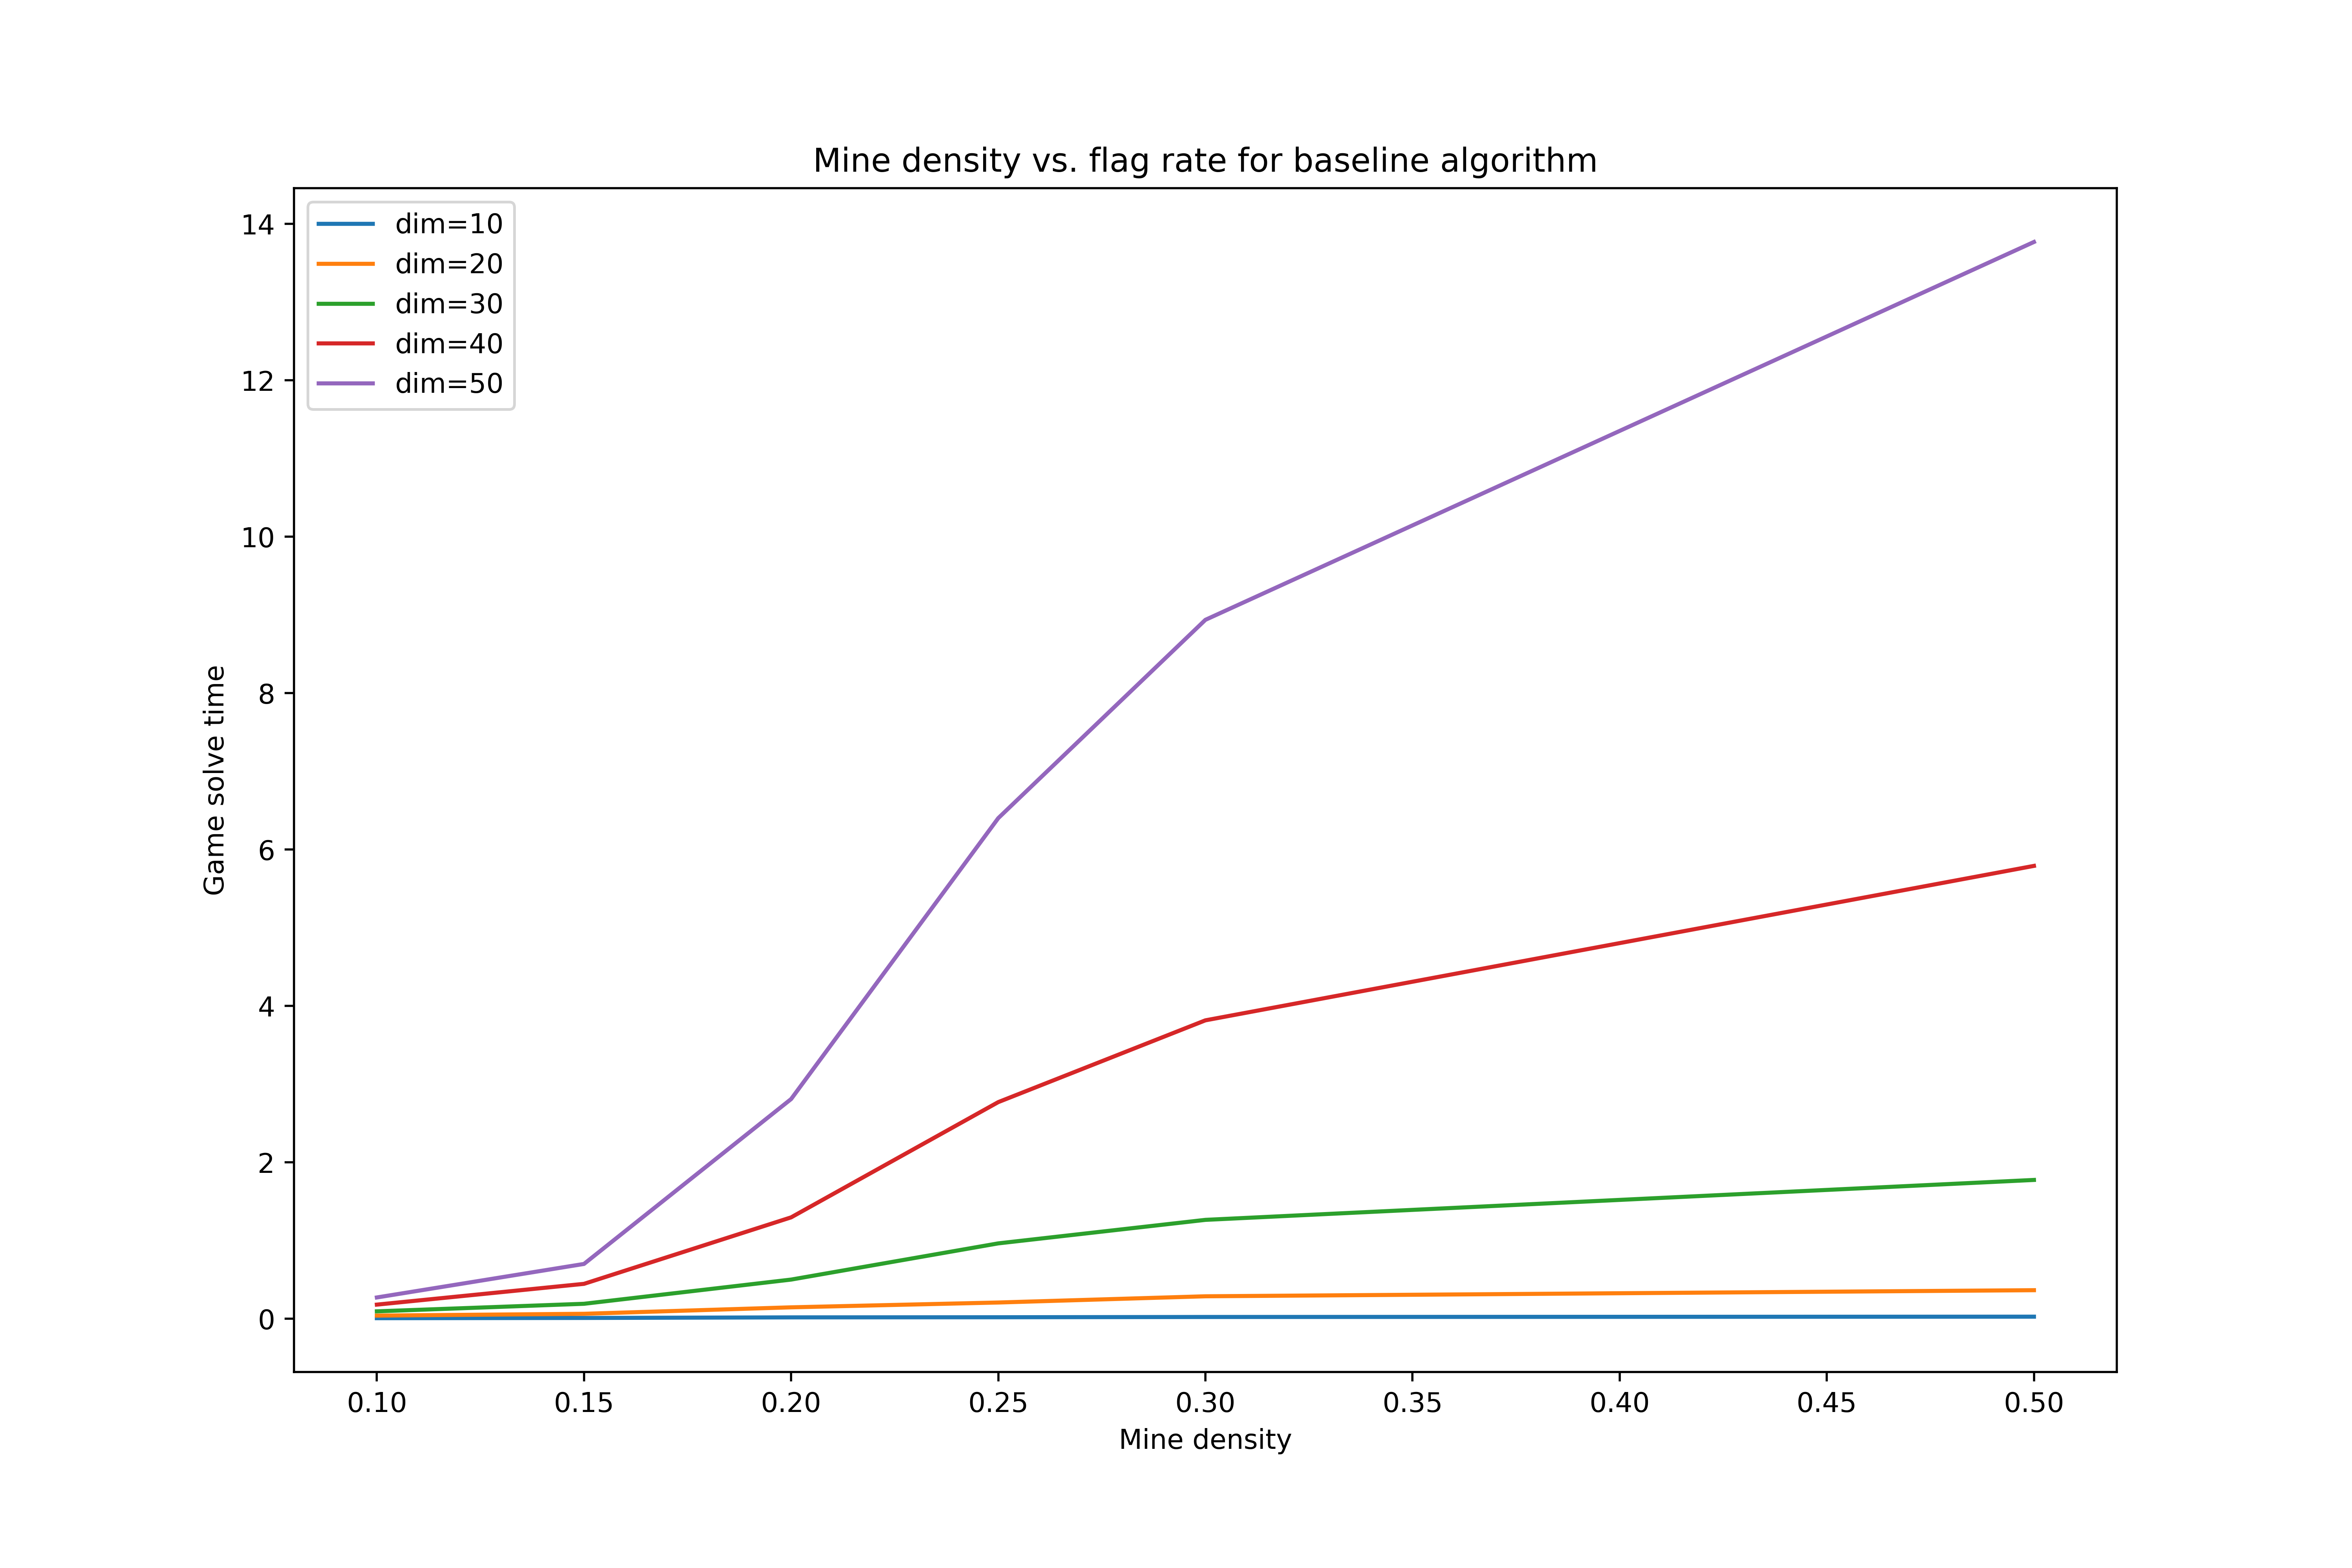 Mine density vs. flag rate for baseline algorithm
14
12
10
8
6
4
2
0
Game solve time
dim=10
dim=20
dim=30
dim=40
dim=50
0.10 0.15 0.20 0.25 0.30 0.35 0.40 0.45 0.50
Mine density